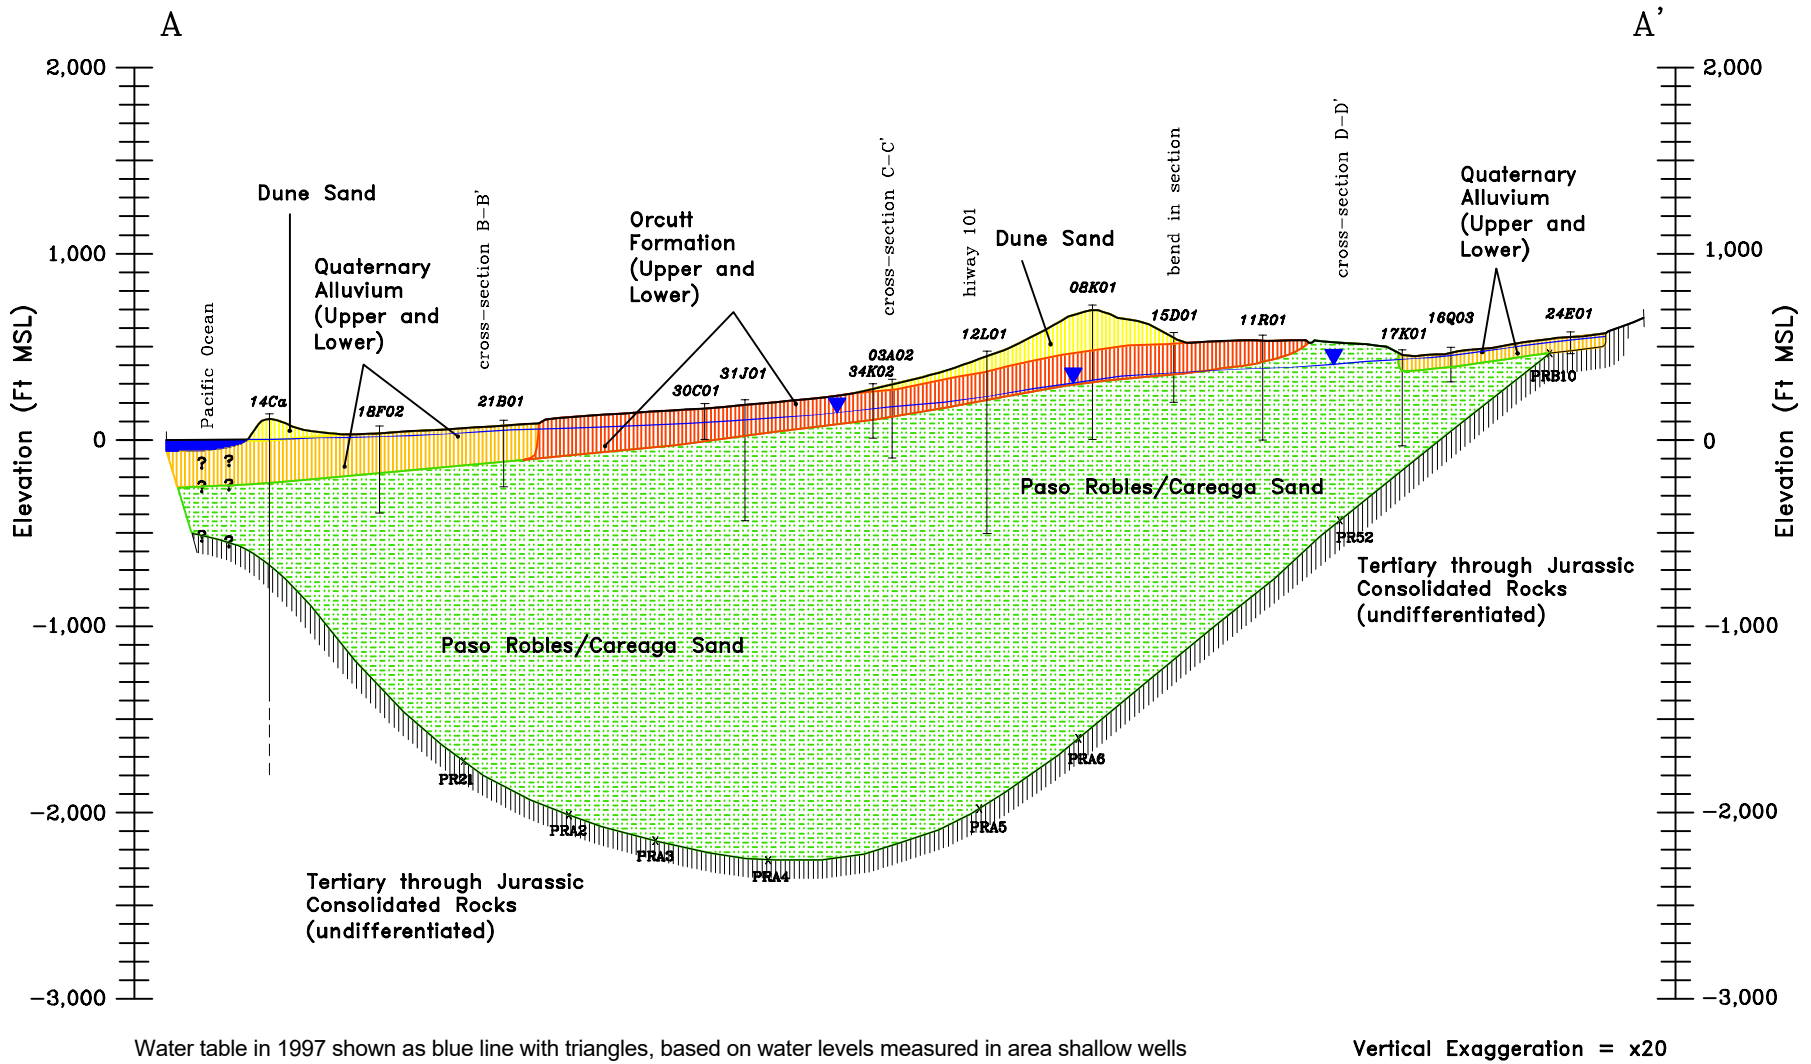 A
A'
2,000
2,000
1,000
1,000
0
0
−1,000
−1,000
−2,000
−2,000
−3,000
−3,000
Elevation (Ft MSL)
Elevation (Ft MSL)
Pacific Ocean
Dune Sand
Quaternary
Alluvium
(Upper and
Lower)
cross−section B−B'
Orcutt
Formation
(Upper and
Lower)
cross−section C−C'
hiway 101
Dune Sand
bend in section
cross−section D−D'
Quaternary
Alluvium
(Upper and
Lower)
14Ca
18F02
21B01
30C01
31J01
34K02
03A02
12L01
08K01
15D01
11R01
17K01
16Q03
24E01
? ?
? ?
? ?
Paso Robles/Careaga Sand
Paso Robles/Careaga Sand
PRB10
PR52
PRA6
PRA5
PRA4
PRA3
PRA2
PR21
Tertiary through Jurassic
Consolidated Rocks
(undifferentiated)
Tertiary through Jurassic
Consolidated Rocks
(undifferentiated)
Water table in 1997 shown as blue line with triangles, based on water levels measured in area shallow wells
Vertical Exaggeration = x20